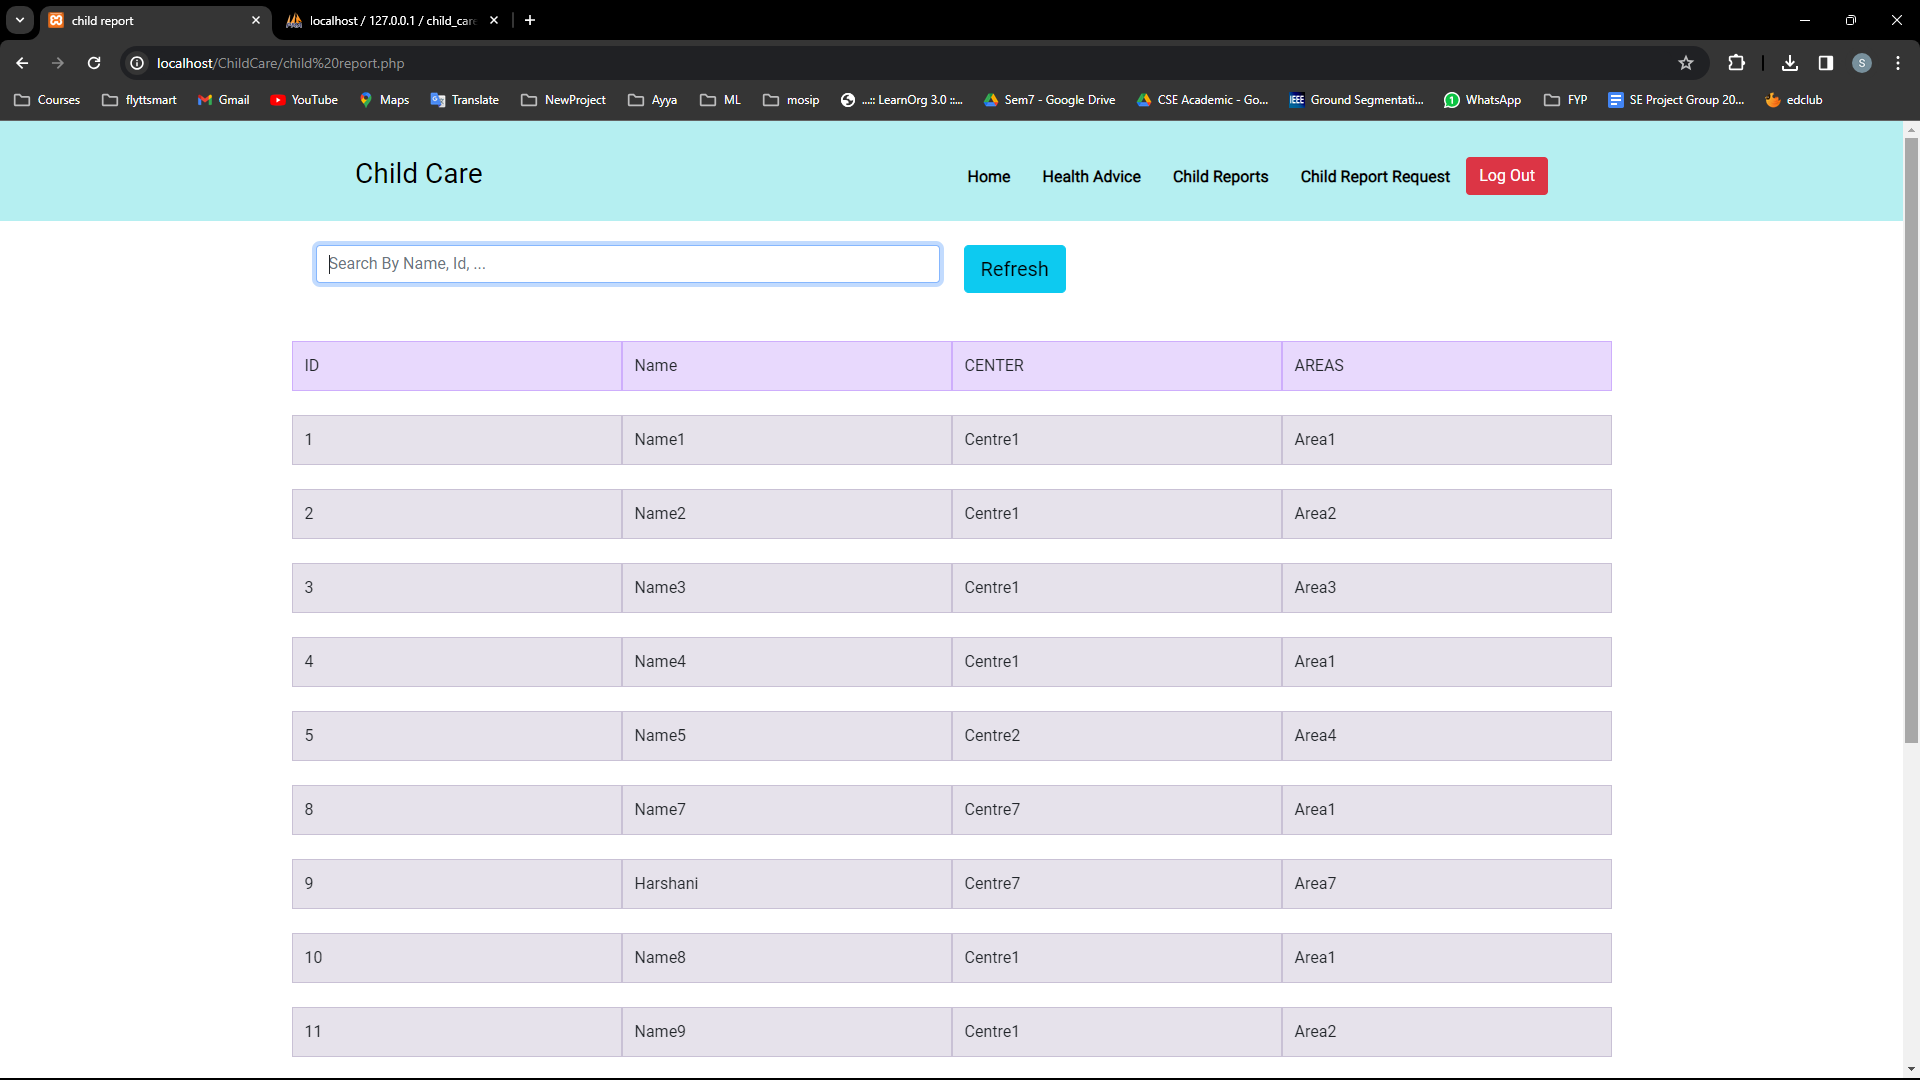 child report
localhost / 127.0.0.1 / child_care
localhost/ChildCare/child%20report.php
Courses flyttsmart Gmail YouTube Maps Translate NewProject Ayya ML mosip ...:: LearnOrg 3.0 ::... Sem7 - Google Drive CSE Academic - Go... IEEE Ground Segmentati... 1 WhatsApp FYP SE Project Group 20... edclub
S
Child Care Home Health Advice Child Reports Child Report Request Log Out
Search By Name, Id, ... Refresh
ID Name CENTER AREAS
1 Name1 Centre1 Area1
2 Name2 Centre1 Area2
3 Name3 Centre1 Area3
4 Name4 Centre1 Area1
5 Name5 Centre2 Area4
8 Name7 Centre7 Area1
9 Harshani Centre7 Area7
10 Name8 Centre1 Area1
11 Name9 Centre1 Area2